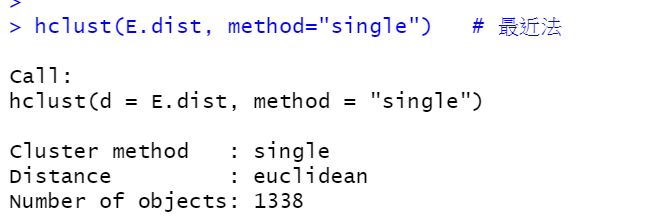 >
> hclust(E.dist, method="single")   # 最近法
Call:
hclust(d = E.dist, method = "single")
Cluster method   : single
Distance         : euclidean
Number of objects: 1338